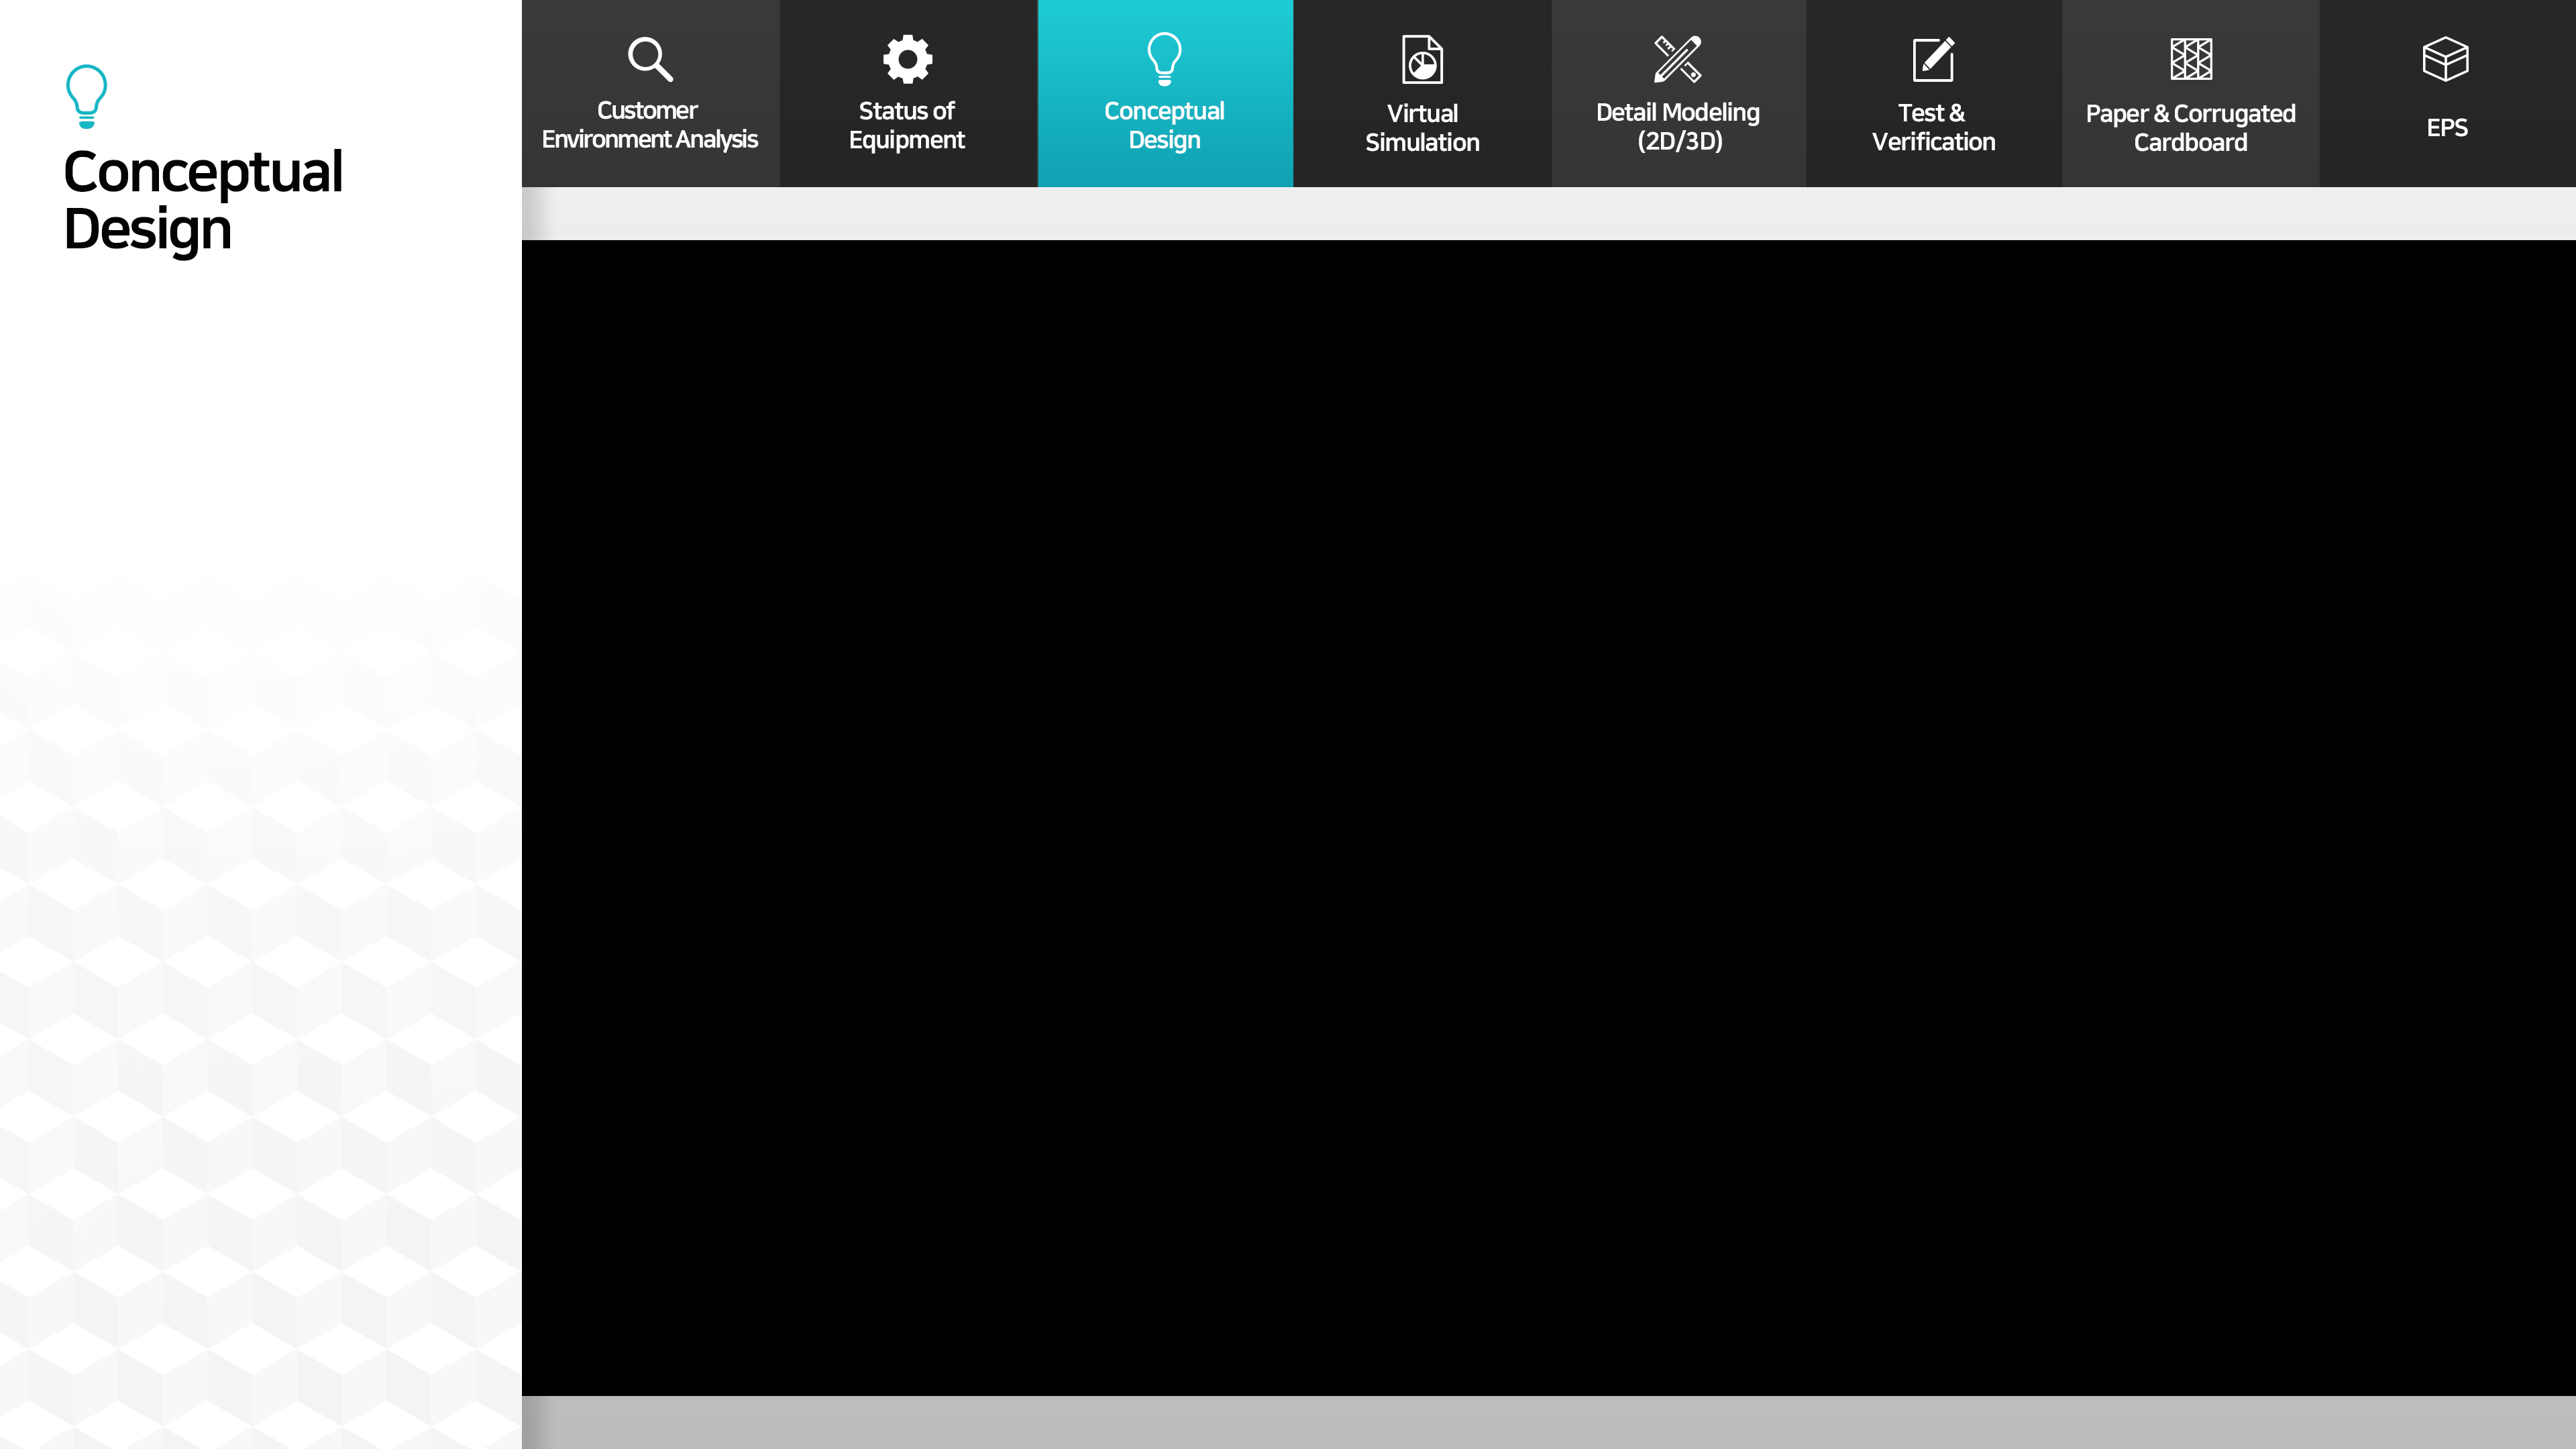 Conceptual
Design
Customer
Environment Analysis
Status of
Equipment
Conceptual
Design
Virtual
Simulation
Detail Modeling
(2D/3D)
Test &
Verification
Paper & Corrugated
Cardboard
EPS